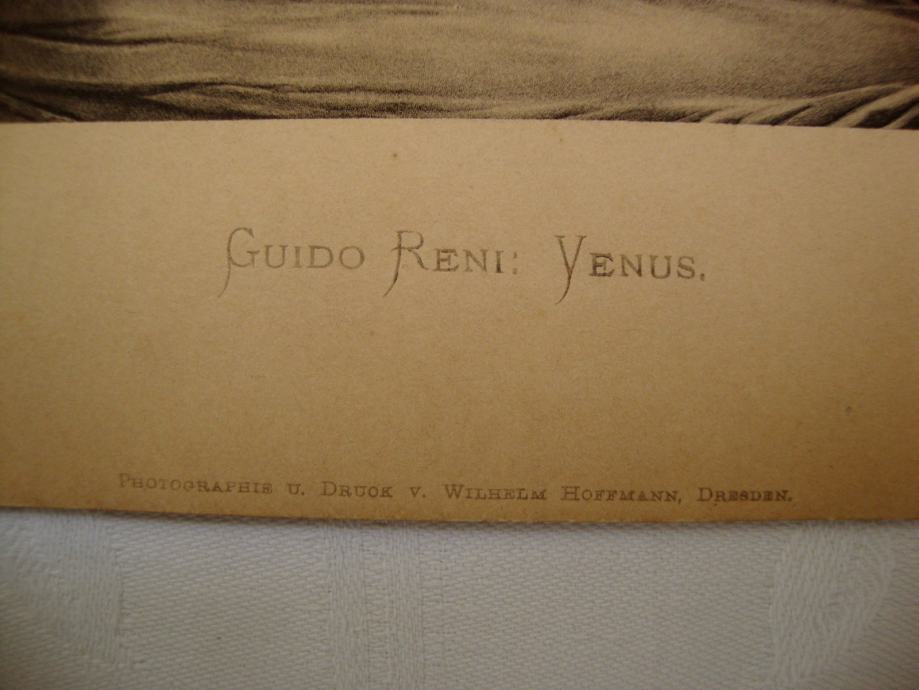 Guido Reni: Venus.
Photographie u. Druck v. Wilhelm Hoffmann, Dresden.